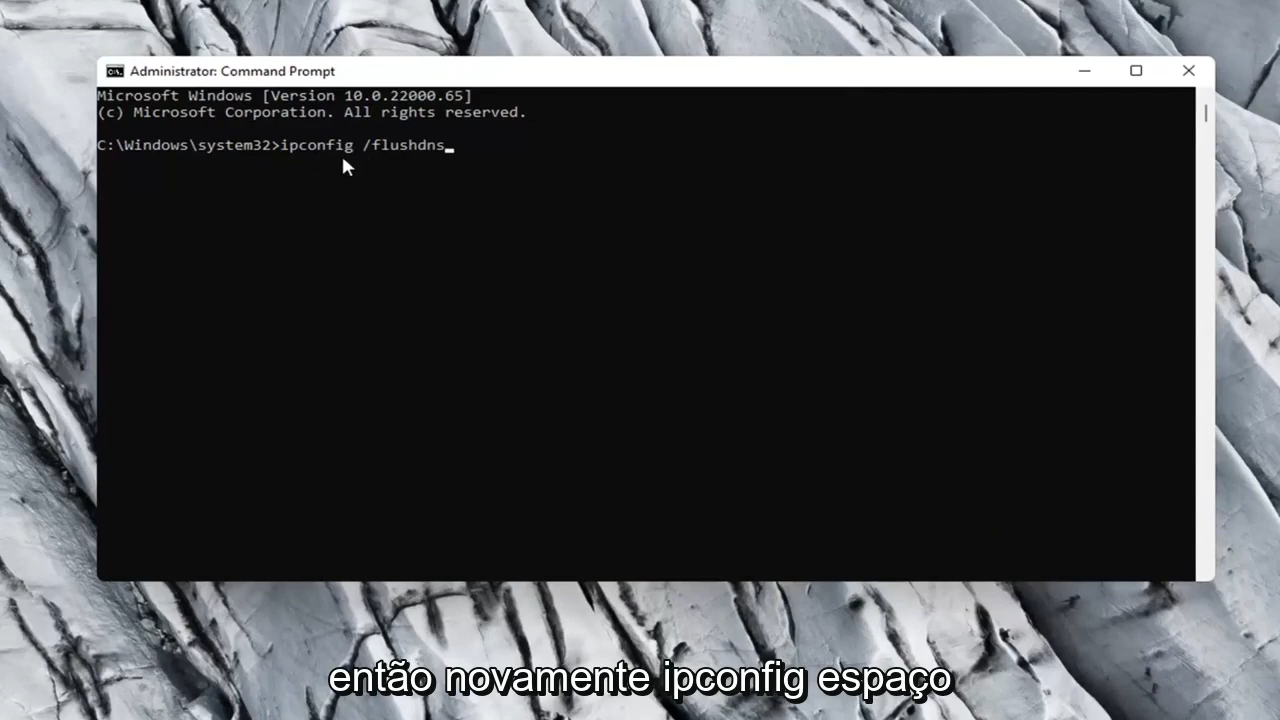 Administrator: Command Prompt
Microsoft Windows [Version 10.0.22000.65]
(c) Microsoft Corporation. All rights reserved.
C:\Windows\system32>ipconfig /flushdns
então novamente ipconfig espaço